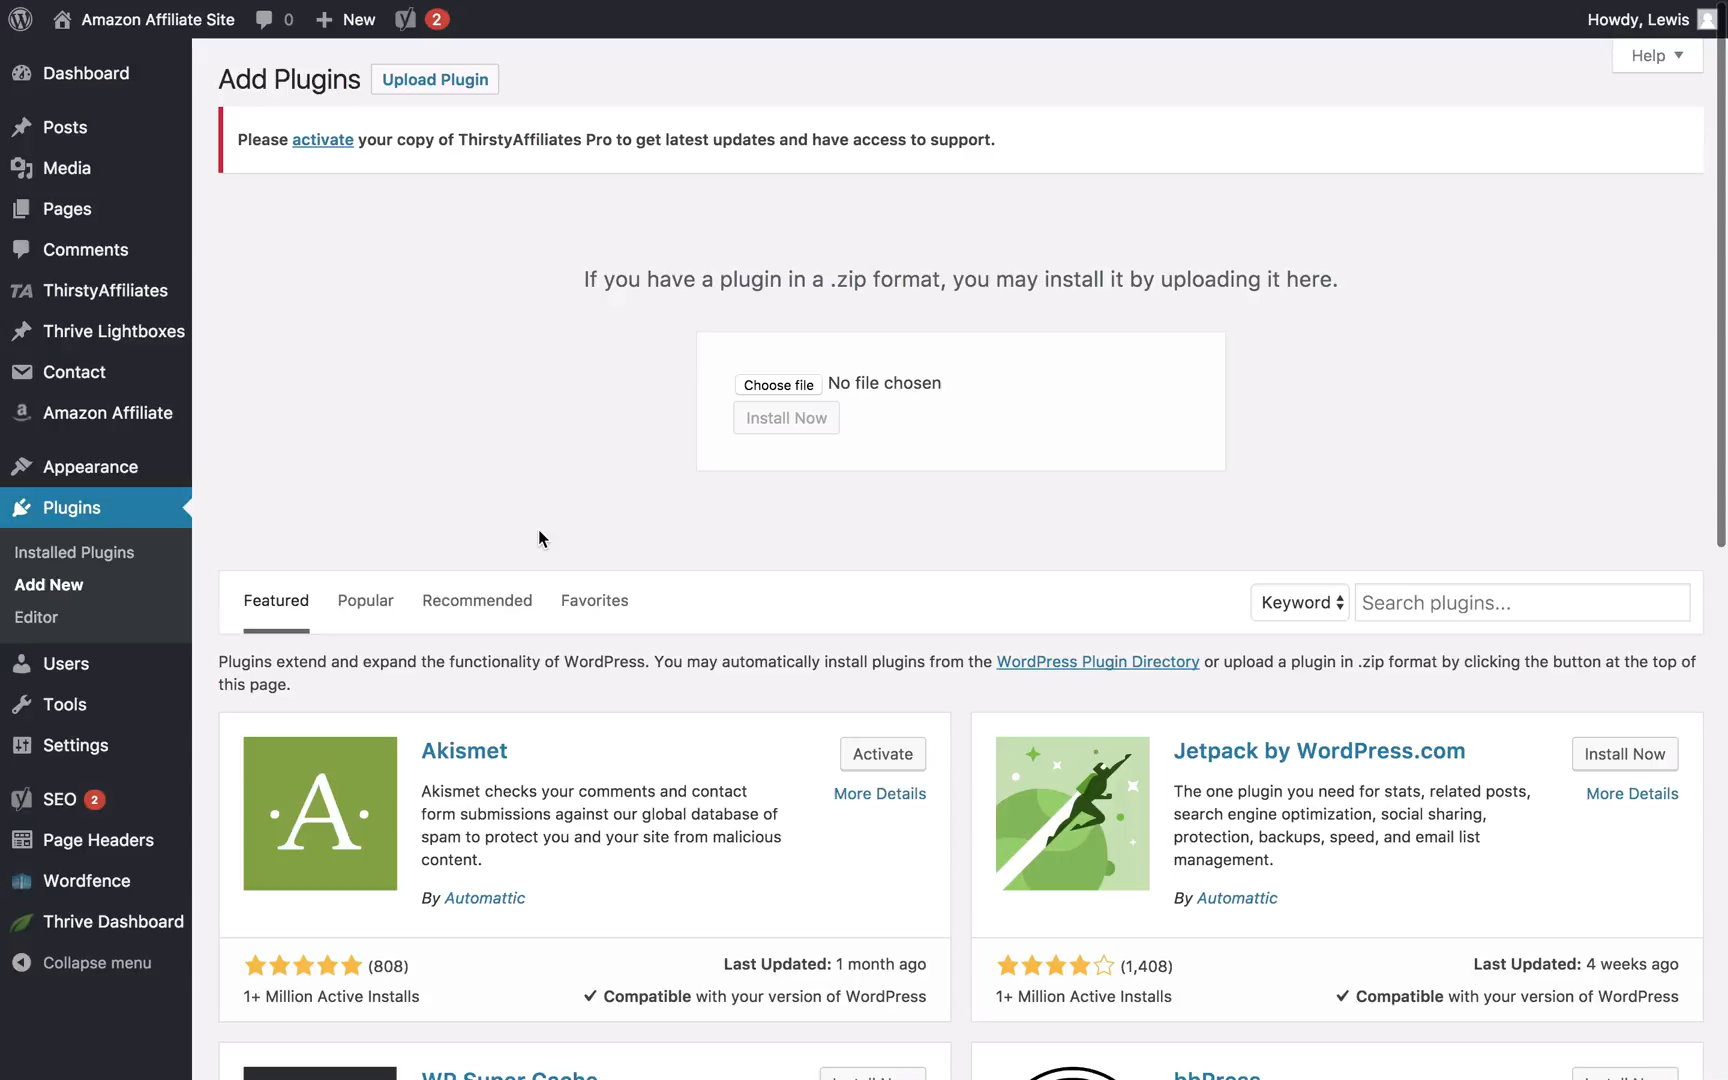 Amazon Affiliate Site 0 New 2 Howdy, Lewis
Help
Dashboard
Posts
Media
Pages
Comments
TA ThirstyAffiliates
Thrive Lightboxes
Contact
Amazon Affiliate
Appearance
Plugins
Installed Plugins
Add New
Editor
Users
Tools
Settings
SEO 2
Page Headers
Wordfence
Thrive Dashboard
Collapse menu
Add Plugins Upload Plugin
Please activate your copy of ThirstyAffiliates Pro to get latest updates and have access to support.
If you have a plugin in a .zip format, you may install it by uploading it here.
Choose file No file chosen
Install Now
Featured Popular Recommended Favorites Keyword Search plugins...
Plugins extend and expand the functionality of WordPress. You may automatically install plugins from the WordPress Plugin Directory or upload a plugin in .zip format by clicking the button at the top of
this page.
·A·
Akismet
Activate
More Details
Akismet checks your comments and contact
form submissions against our global database of
spam to protect you and your site from malicious
content.
By Automattic
(808)
Last Updated: 1 month ago
1+ Million Active Installs
Compatible with your version of WordPress
Jetpack by WordPress.com
Install Now
More Details
The one plugin you need for stats, related posts,
search engine optimization, social sharing,
protection, backups, speed, and email list
management.
By Automattic
(1,408)
Last Updated: 4 weeks ago
1+ Million Active Installs
Compatible with your version of WordPress
WP Super Cache
Install Now
bbPress
Install Now